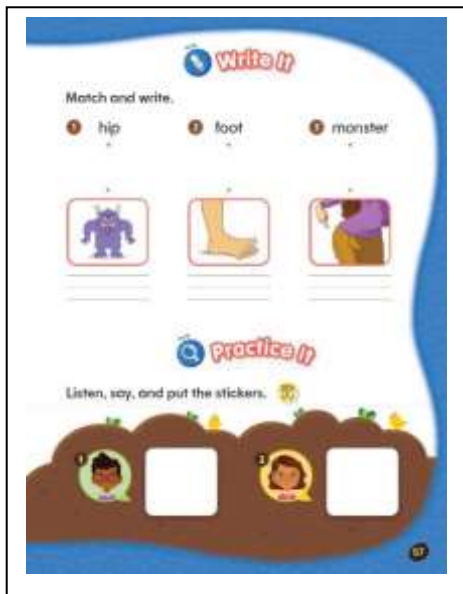 Write It
Match and write.
1 hip 2 foot 3 monster
Practice It
Listen, say, and put the stickers.
1 2
57